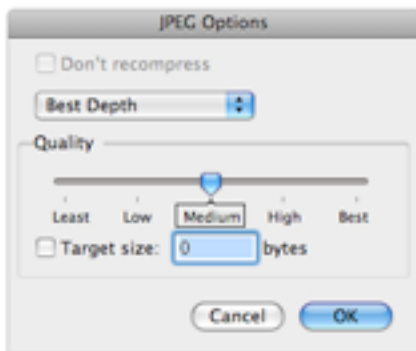 JPEG Options
Don't recompress
Best Depth
Quality
Least Low Medium High Best
Target size: 0 bytes
Cancel OK